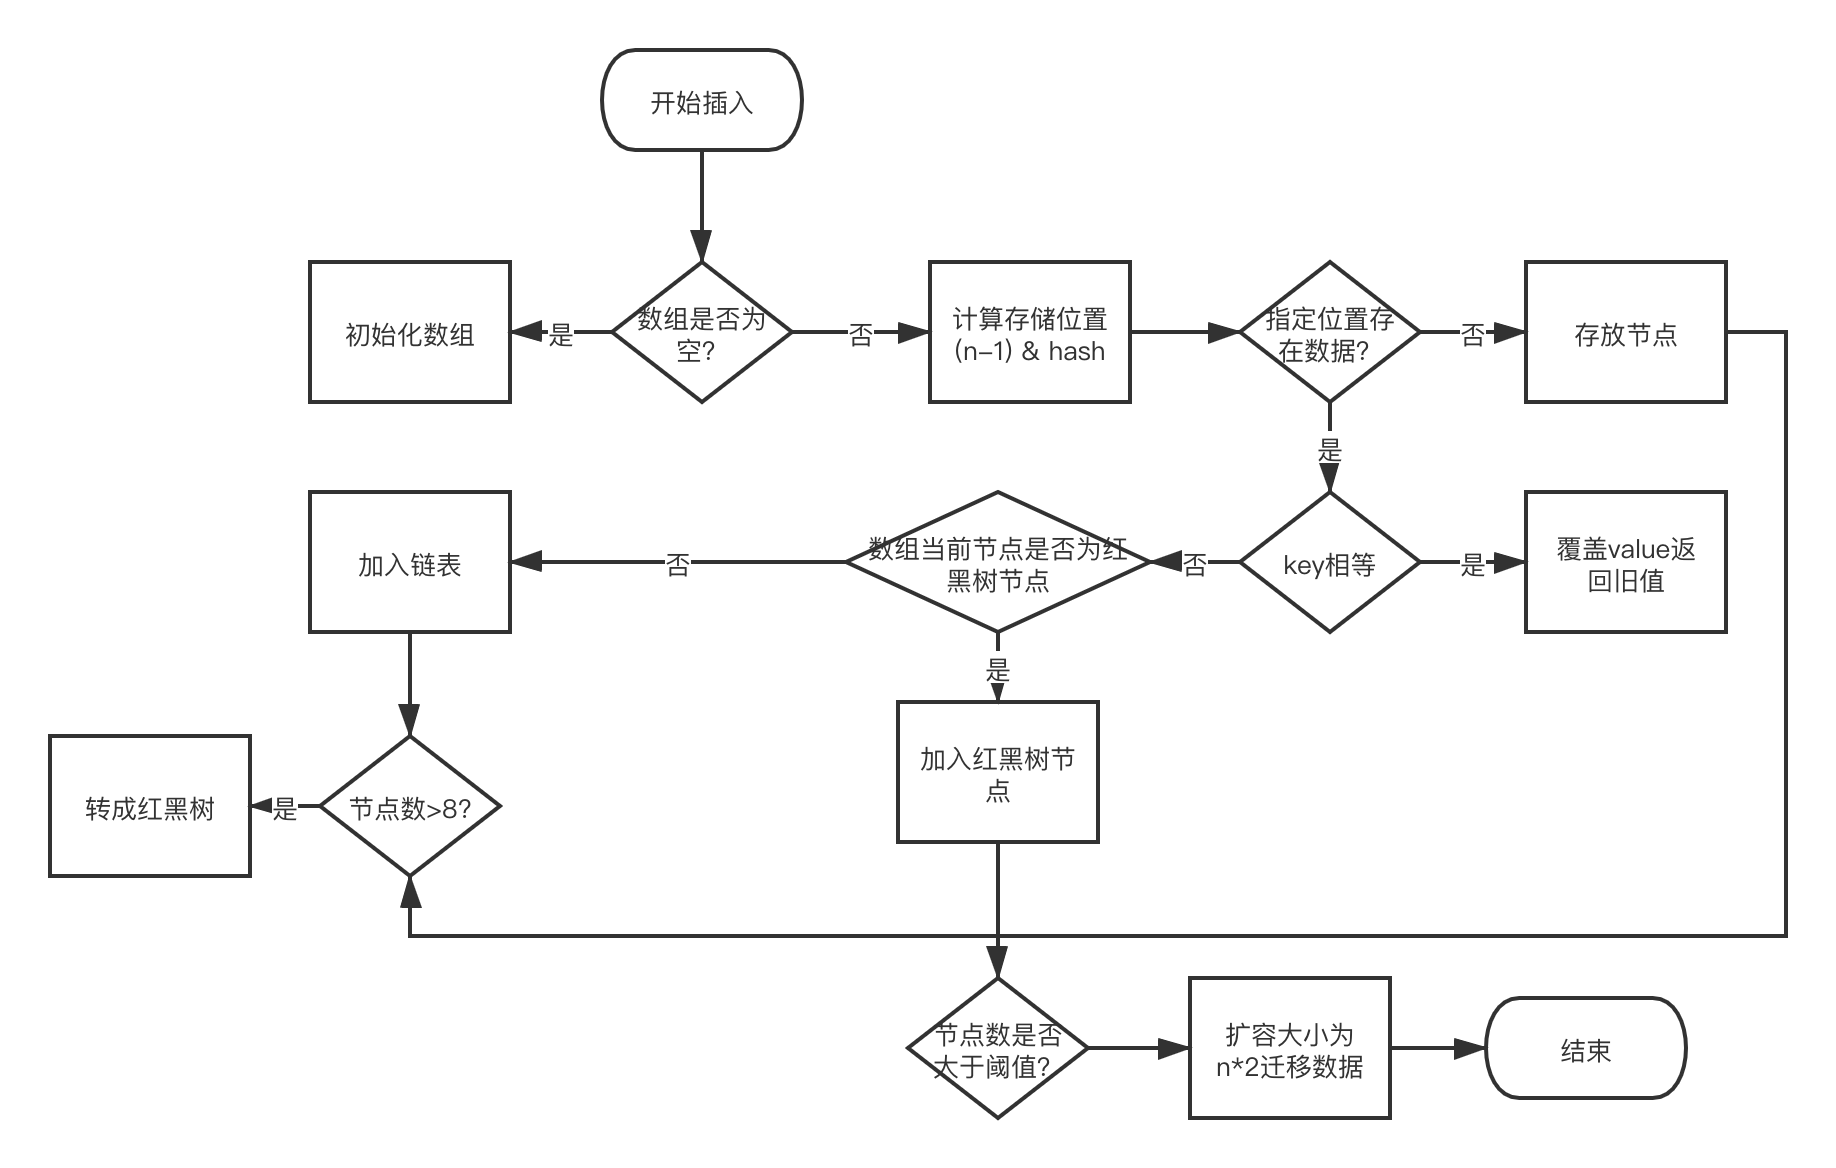 开始插入
初始化数组
是
数组是否为
空?
否
计算存储位置
(n-1) & hash
指定位置存
在数据?
否
存放节点
是
加入链表
否
数组当前节点是否为红
黑树节点
否
key相等
是
覆盖value返
回旧值
是
转成红黑树
是
节点数>8?
加入红黑树节
点
节点数是否
大于阈值?
扩容大小为
n*2迁移数据
结束